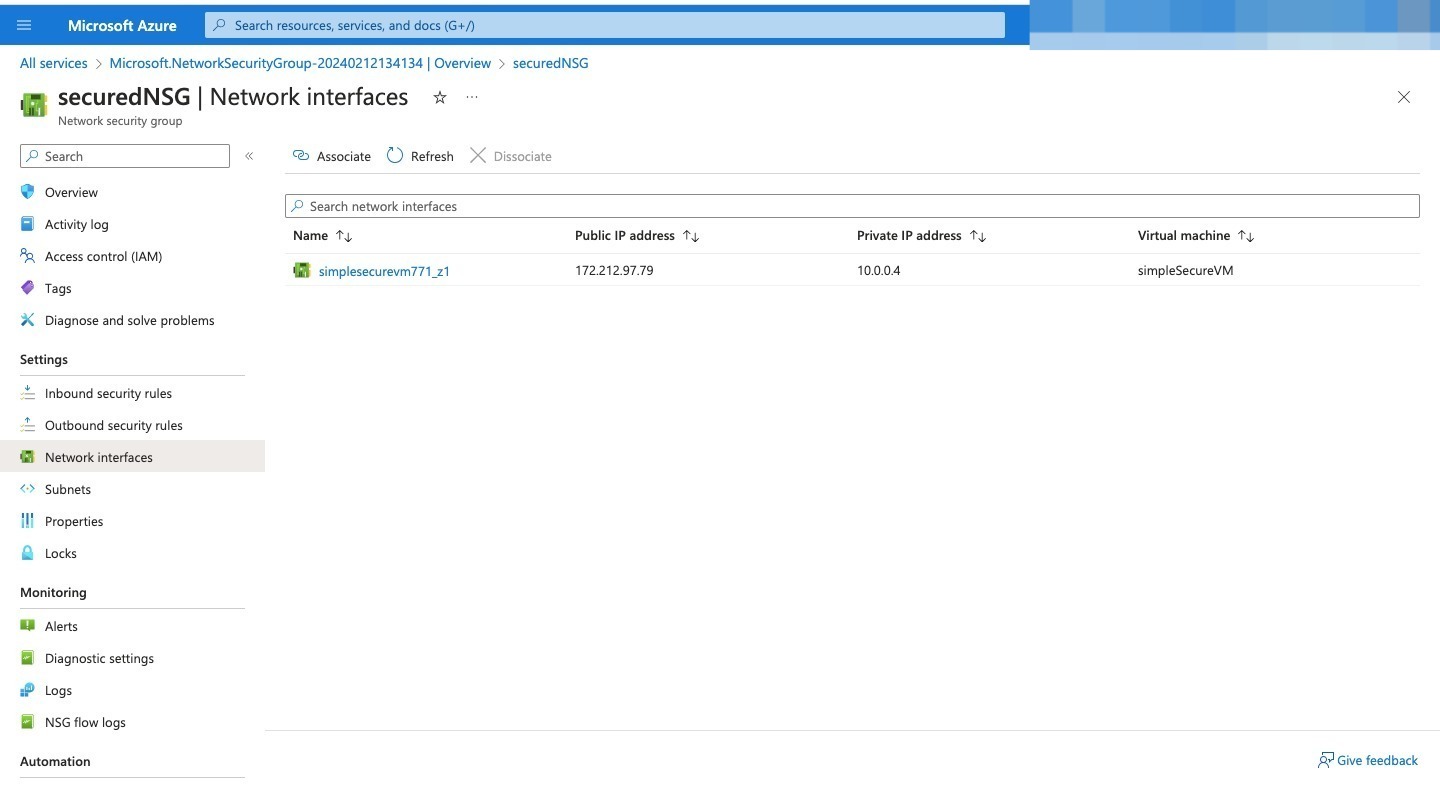 Microsoft Azure
Search resources, services, and docs (G+/)
All services > Microsoft.NetworkSecurityGroup-20240212134134 | Overview > securedNSG
securedNSG | Network interfaces
Network security group
Search
Associate Refresh Dissociate
Overview
Activity log
Access control (IAM)
Tags
Diagnose and solve problems
Settings
Inbound security rules
Outbound security rules
Network interfaces
Subnets
Properties
Locks
Monitoring
Alerts
Diagnostic settings
Logs
NSG flow logs
Automation
Search network interfaces
Name Public IP address Private IP address Virtual machine
simplesecurevm771_z1 172.212.97.79 10.0.0.4 simpleSecureVM
Give feedback